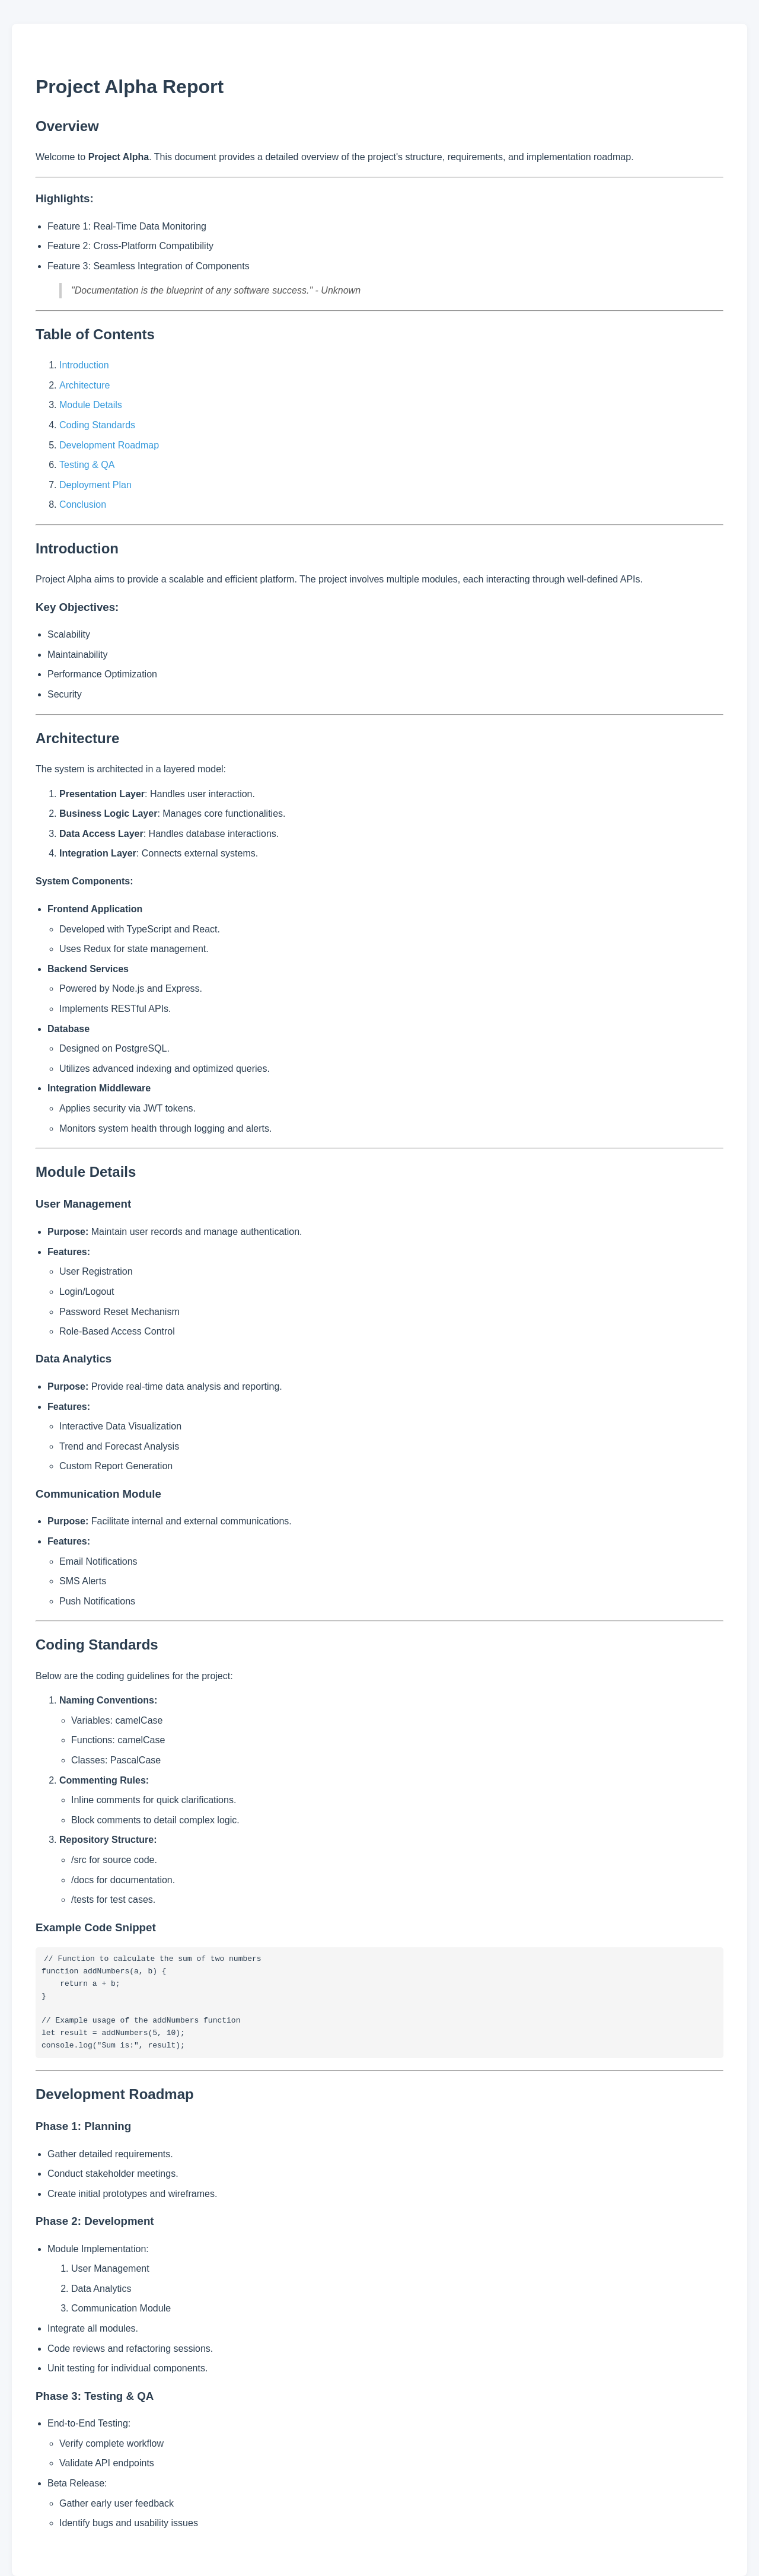 Project Alpha Report
Overview
Welcome to Project Alpha. This document provides a detailed overview of the project's structure, requirements, and implementation roadmap.
Highlights:
• Feature 1: Real-Time Data Monitoring
• Feature 2: Cross-Platform Compatibility
• Feature 3: Seamless Integration of Components
"Documentation is the blueprint of any software success." - Unknown
Table of Contents
1. Introduction
2. Architecture
3. Module Details
4. Coding Standards
5. Development Roadmap
6. Testing & QA
7. Deployment Plan
8. Conclusion
Introduction
Project Alpha aims to provide a scalable and efficient platform. The project involves multiple modules, each interacting through well-defined APIs.
Key Objectives:
• Scalability
• Maintainability
• Performance Optimization
• Security
Architecture
The system is architected in a layered model:
1. Presentation Layer: Handles user interaction.
2. Business Logic Layer: Manages core functionalities.
3. Data Access Layer: Handles database interactions.
4. Integration Layer: Connects external systems.
System Components:
• Frontend Application
◦ Developed with TypeScript and React.
◦ Uses Redux for state management.
• Backend Services
◦ Powered by Node.js and Express.
◦ Implements RESTful APIs.
• Database
◦ Designed on PostgreSQL.
◦ Utilizes advanced indexing and optimized queries.
• Integration Middleware
◦ Applies security via JWT tokens.
◦ Monitors system health through logging and alerts.
Module Details
User Management
• Purpose: Maintain user records and manage authentication.
• Features:
◦ User Registration
◦ Login/Logout
◦ Password Reset Mechanism
◦ Role-Based Access Control
Data Analytics
• Purpose: Provide real-time data analysis and reporting.
• Features:
◦ Interactive Data Visualization
◦ Trend and Forecast Analysis
◦ Custom Report Generation
Communication Module
• Purpose: Facilitate internal and external communications.
• Features:
◦ Email Notifications
◦ SMS Alerts
◦ Push Notifications
Coding Standards
Below are the coding guidelines for the project:
1. Naming Conventions:
◦ Variables: camelCase
◦ Functions: camelCase
◦ Classes: PascalCase
2. Commenting Rules:
◦ Inline comments for quick clarifications.
◦ Block comments to detail complex logic.
3. Repository Structure:
◦ /src for source code.
◦ /docs for documentation.
◦ /tests for test cases.
Example Code Snippet
// Function to calculate the sum of two numbers
function addNumbers(a, b) {
    return a + b;
}
// Example usage of the addNumbers function
let result = addNumbers(5, 10);
console.log("Sum is:", result);
Development Roadmap
Phase 1: Planning
• Gather detailed requirements.
• Conduct stakeholder meetings.
• Create initial prototypes and wireframes.
Phase 2: Development
• Module Implementation:
1. User Management
2. Data Analytics
3. Communication Module
• Integrate all modules.
• Code reviews and refactoring sessions.
• Unit testing for individual components.
Phase 3: Testing & QA
• End-to-End Testing:
◦ Verify complete workflow
◦ Validate API endpoints
• Beta Release:
◦ Gather early user feedback
◦ Identify bugs and usability issues